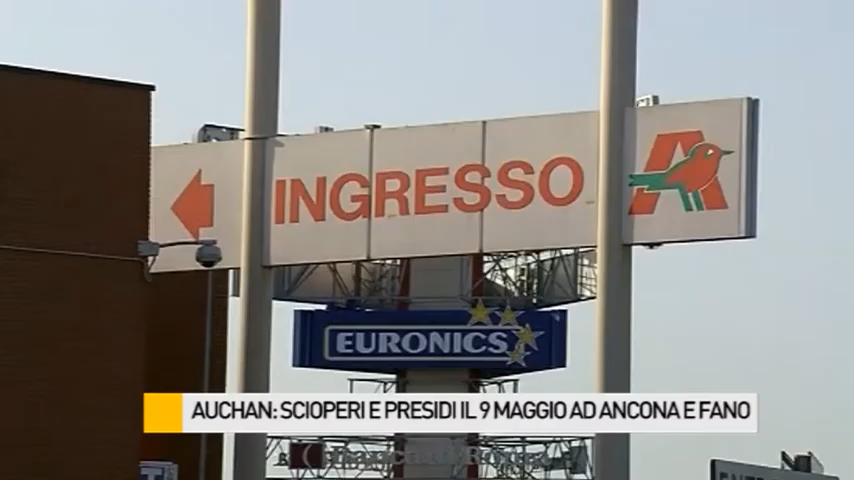 INGRESSO
EURONICS
AUCHAN: SCIOPERI E PRESIDI IL 9 MAGGIO AD ANCONA E FANO